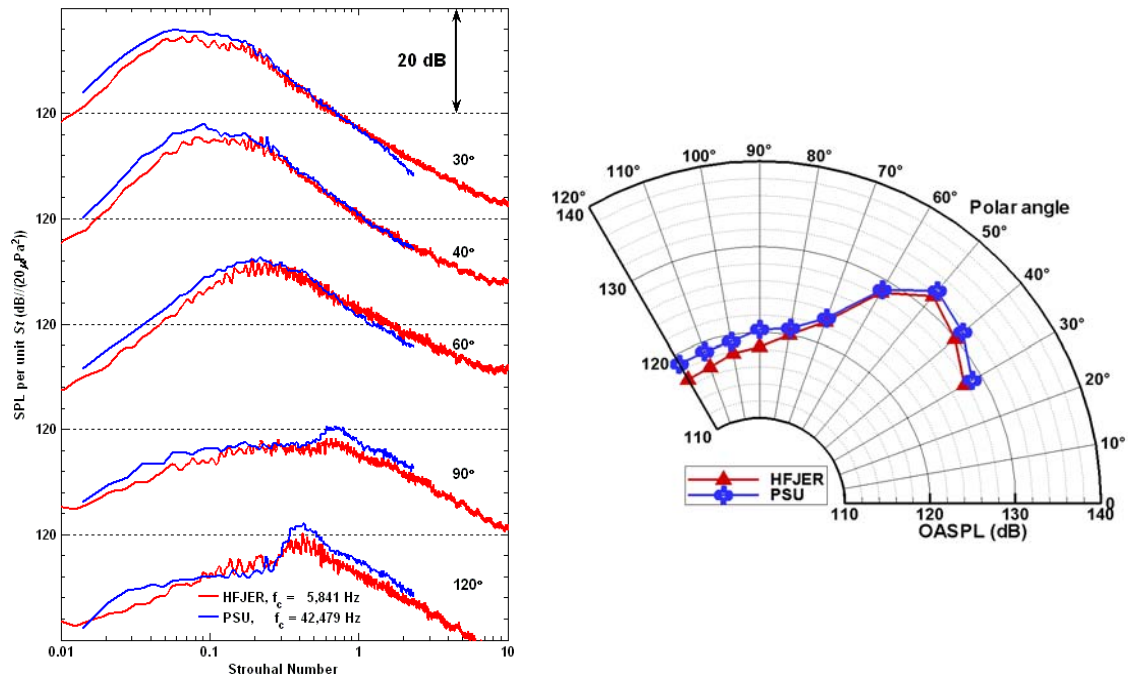 20 dB
120
30°
120
40°
120
60°
120
90°
120
120°
HFJER, f_c = 5,841 Hz
PSU, f_c = 42,479 Hz
0.01 0.1 1 10
Strouhal Number
SPL per unit St (dB//(20μPa²))
120° 110° 100° 90° 80° 70° 60° 50° 40° 30° 20° 10° 0
Polar angle
140
130
120
110
HFJER
PSU
110 120 130 140
OASPL (dB)